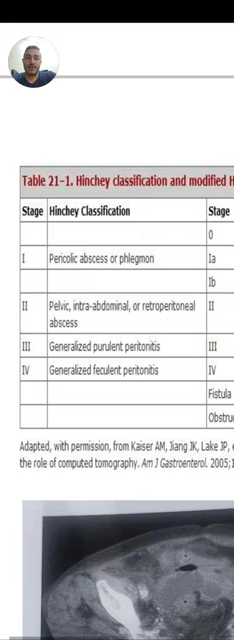 Table 21–1. Hinchey classification and modified H
Stage Hinchey Classification Stage
0
I Pericolic abscess or phlegmon Ia
Ib
II Pelvic, intra-abdominal, or retroperitoneal II
abscess
III Generalized purulent peritonitis III
IV Generalized feculent peritonitis IV
Fistula
Obstruc
Adapted, with permission, from Kaiser AM, Jiang JK, Lake JP, e
the role of computed tomography. Am J Gastroenterol. 2005;1